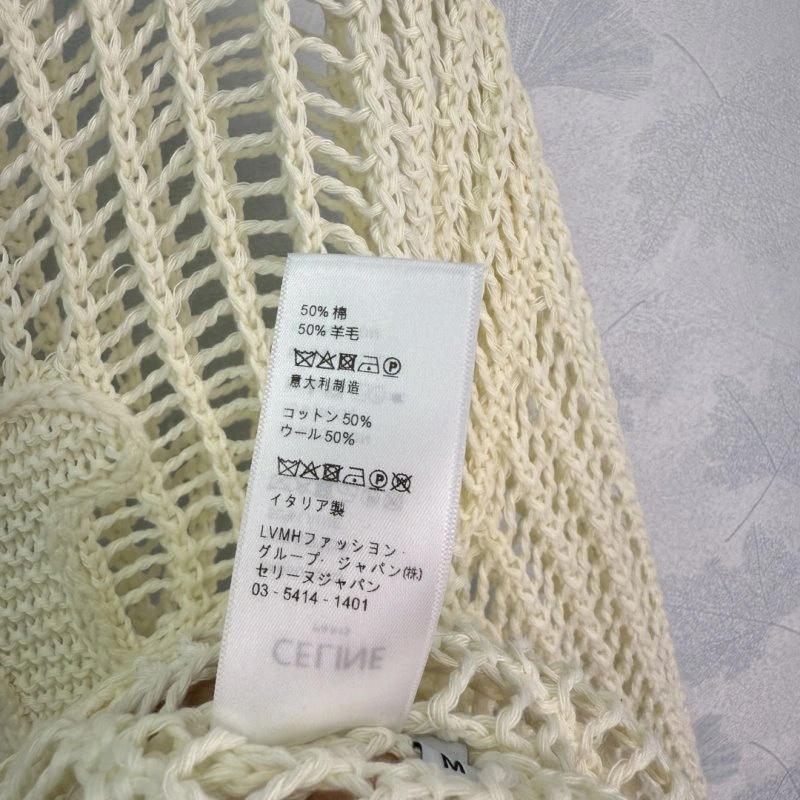 50% 棉
50% 羊毛
意大利制造
コットン 50%
ウール 50%
イタリア製
LVMHファッシヨン・
グループ・ジャパン(株)
セリーヌジャパン
03 - 5414 - 1401
CELINE
M